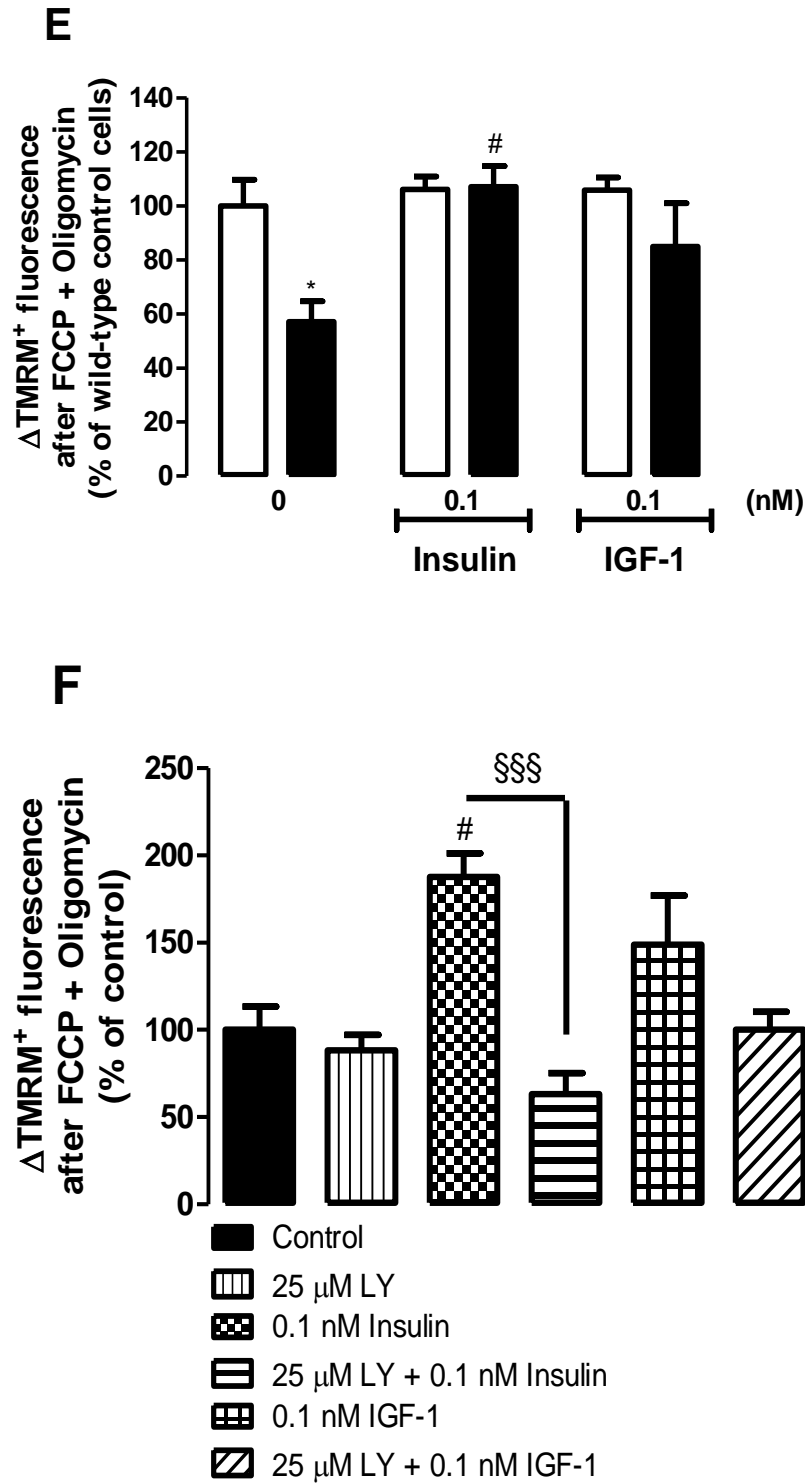 E
ΔTMRM⁺ fluorescence
after FCCP + Oligomycin
(% of wild-type control cells)
140
120
100
80
60
40
20
0
*
#
0
0.1
0.1
(nM)
Insulin
IGF-1
F
ΔTMRM⁺ fluorescence
after FCCP + Oligomycin
(% of control)
250
200
150
100
50
0
#
§§§
Control
25 μM LY
0.1 nM Insulin
25 μM LY + 0.1 nM Insulin
0.1 nM IGF-1
25 μM LY + 0.1 nM IGF-1